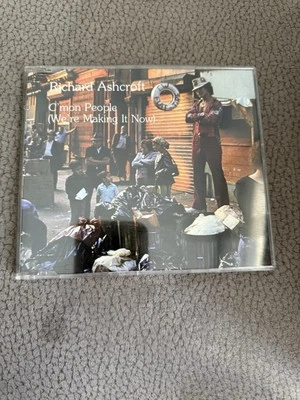 Richard Ashcroft
C'mon People
(We're Making It Now)